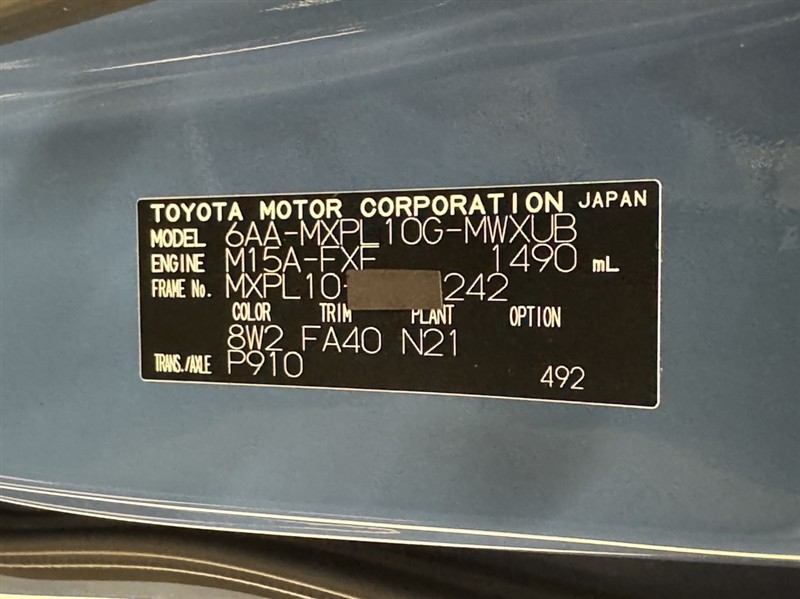 TOYOTA MOTOR CORPORATION JAPAN
MODEL 6AA-MXPL10G-MWXUB
ENGINE M15A-FXE 1490 mL
FRAME No. MXPL10- 242
COLOR TRIM PLANT OPTION
8W2 FA40 N21
TRANS./AXLE P910 492